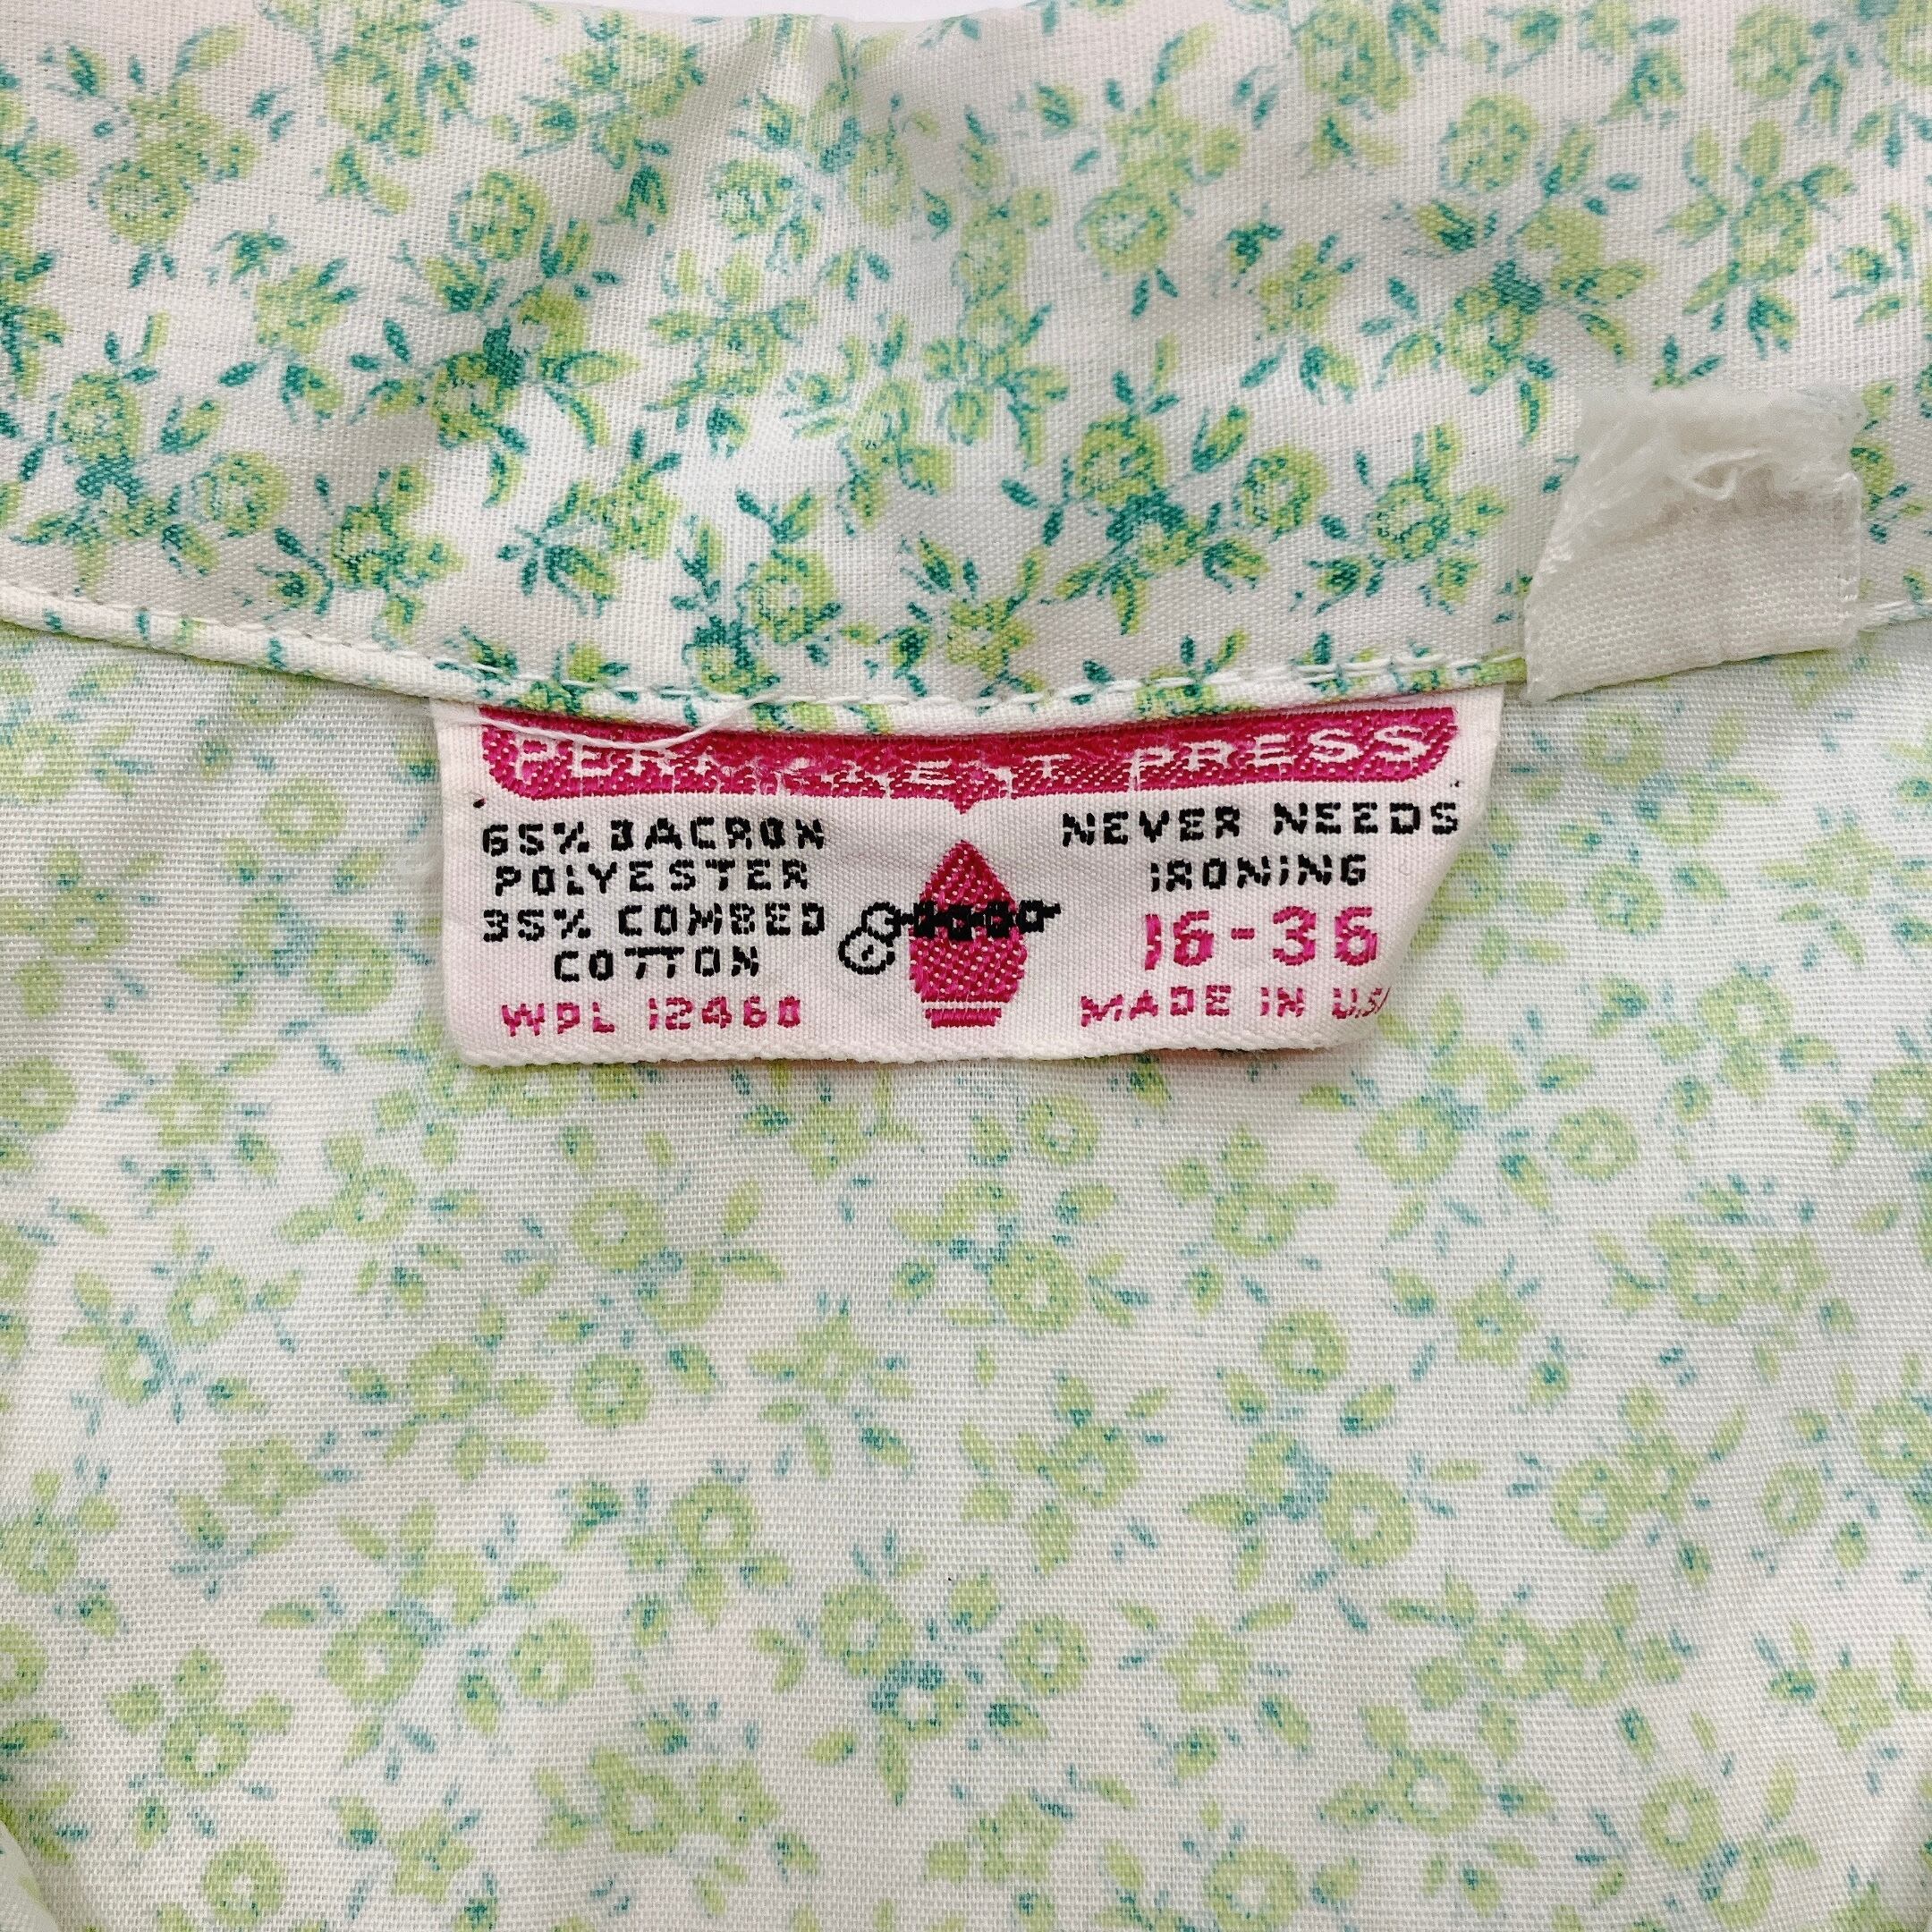 PERMANENT PRESS
65% DACRON
POLYESTER
35% COMBED
COTTON
WPL 12460
NEVER NEEDS
IRONING
16-36
MADE IN U.S.A